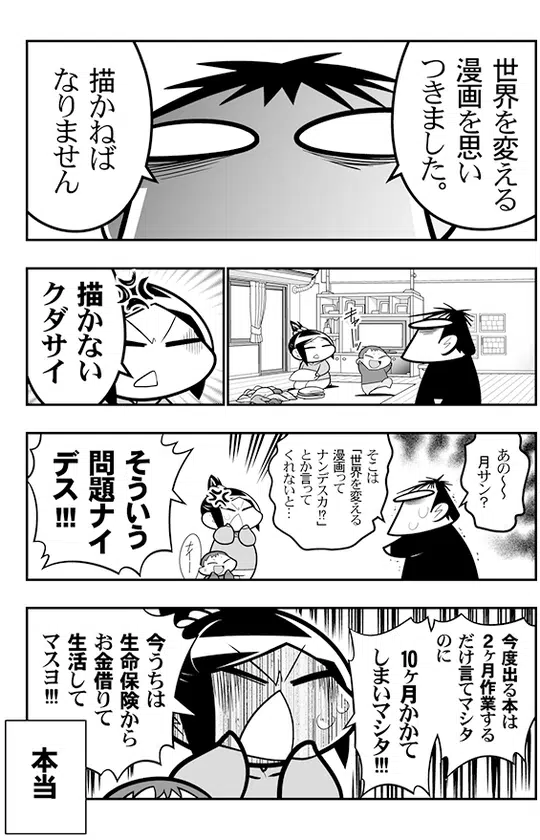 世界を変える
漫画を思い
つきました。
描かねば
なりません
描かない
クダサイ
あの〜〜
月サン?
そこは
「世界を変える
漫画って
ナンデスカ!?」
とか言って
くれないと…
そういう
問題ナイ
デス!!!
今度出る本は
2ヶ月作業する
だけ言てマシタ
のに
10ヶ月かかて
しまいマシタ!!!
今うちは
生命保険から
お金借りて
生活して
マスヨ!!!
本当